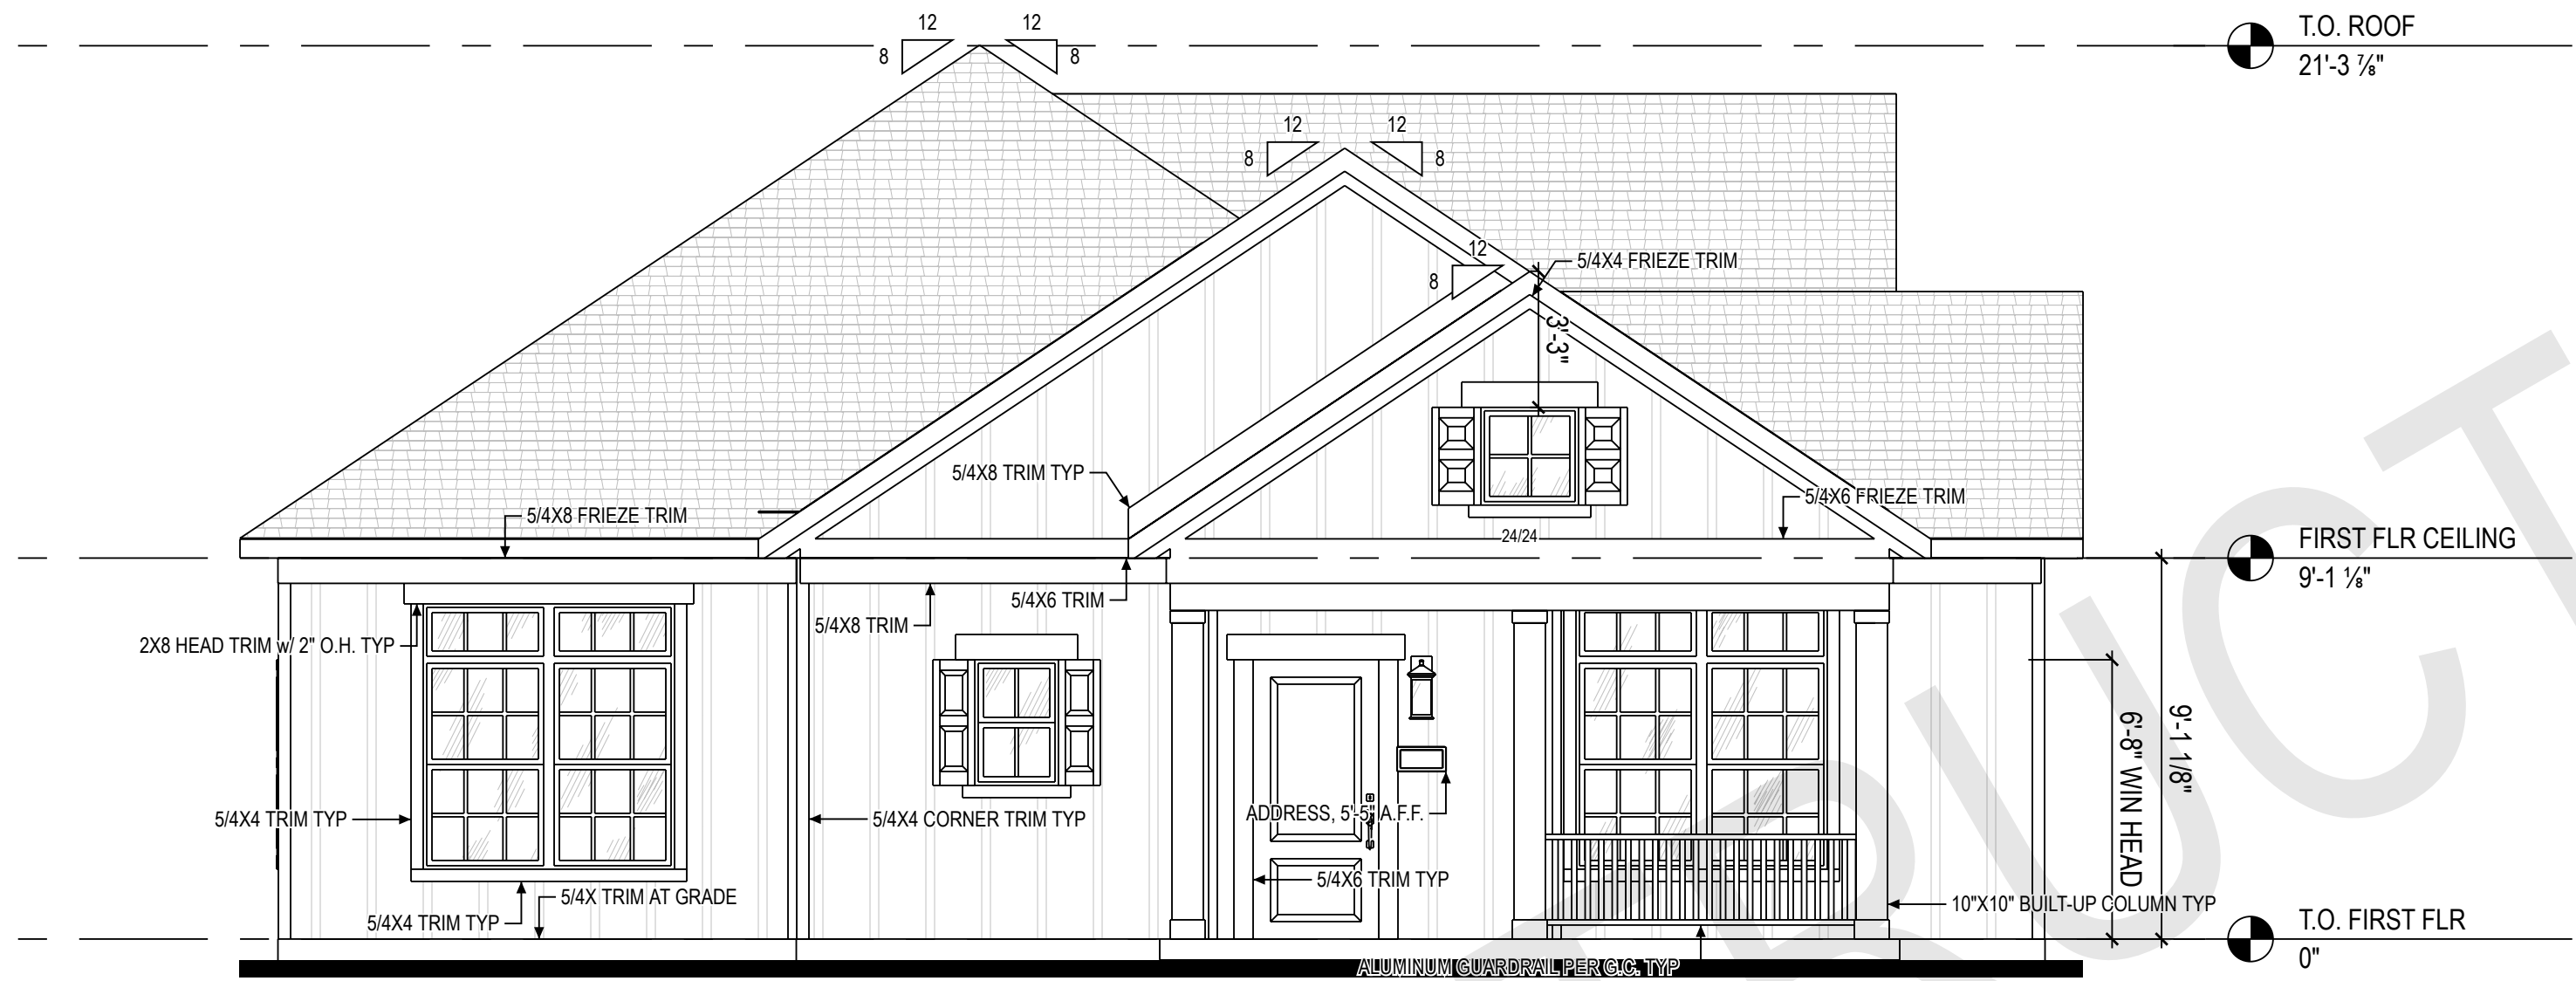 12
12
T.O. ROOF
8
8
21'-3 ⅞"
12
12
8
8
12
5/4X4 FRIEZE TRIM
8
3'-3"
5/4X8 TRIM TYP
5/4X6 FRIEZE TRIM
5/4X8 FRIEZE TRIM
24/24
FIRST FLR CEILING
9'-1 ⅛"
5/4X6 TRIM
5/4X8 TRIM
2X8 HEAD TRIM w/ 2" O.H. TYP
9'-1 1/8"
6'-8" WIN HEAD
ADDRESS, 5'-5" A.F.F.
5/4X4 TRIM TYP
5/4X4 CORNER TRIM TYP
5/4X6 TRIM TYP
5/4X TRIM AT GRADE
10"X10" BUILT-UP COLUMN TYP
5/4X4 TRIM TYP
T.O. FIRST FLR
0"
ALUMINUM GUARDRAIL PER G.C. TYP
RUCT